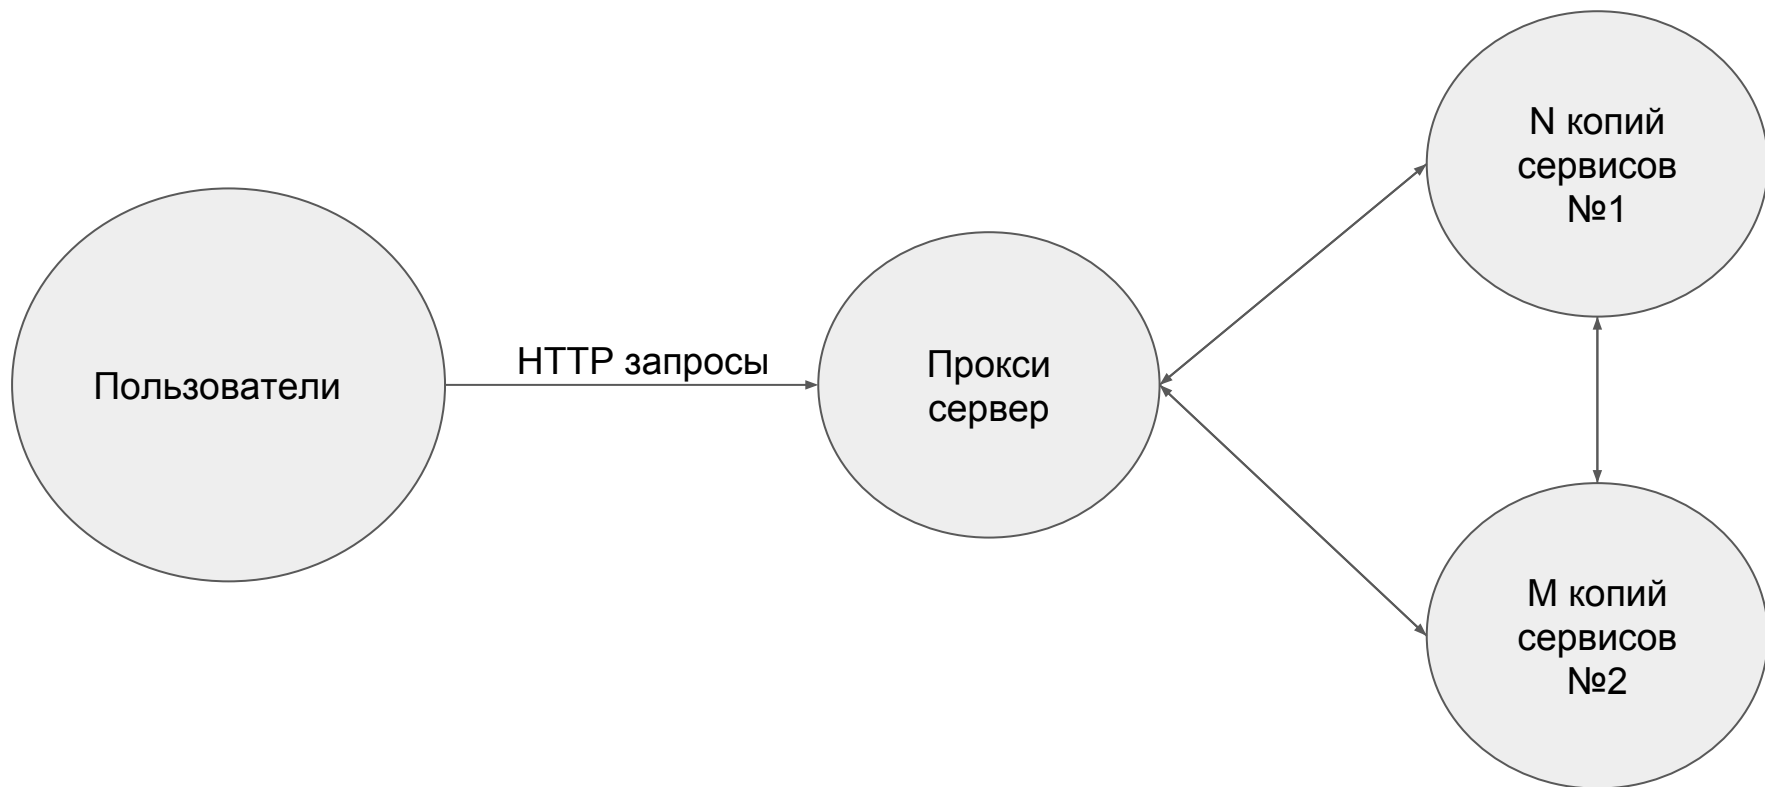 Пользователи
HTTP запросы
Прокси
сервер
N копий
сервисов
№1
M копий
сервисов
№2